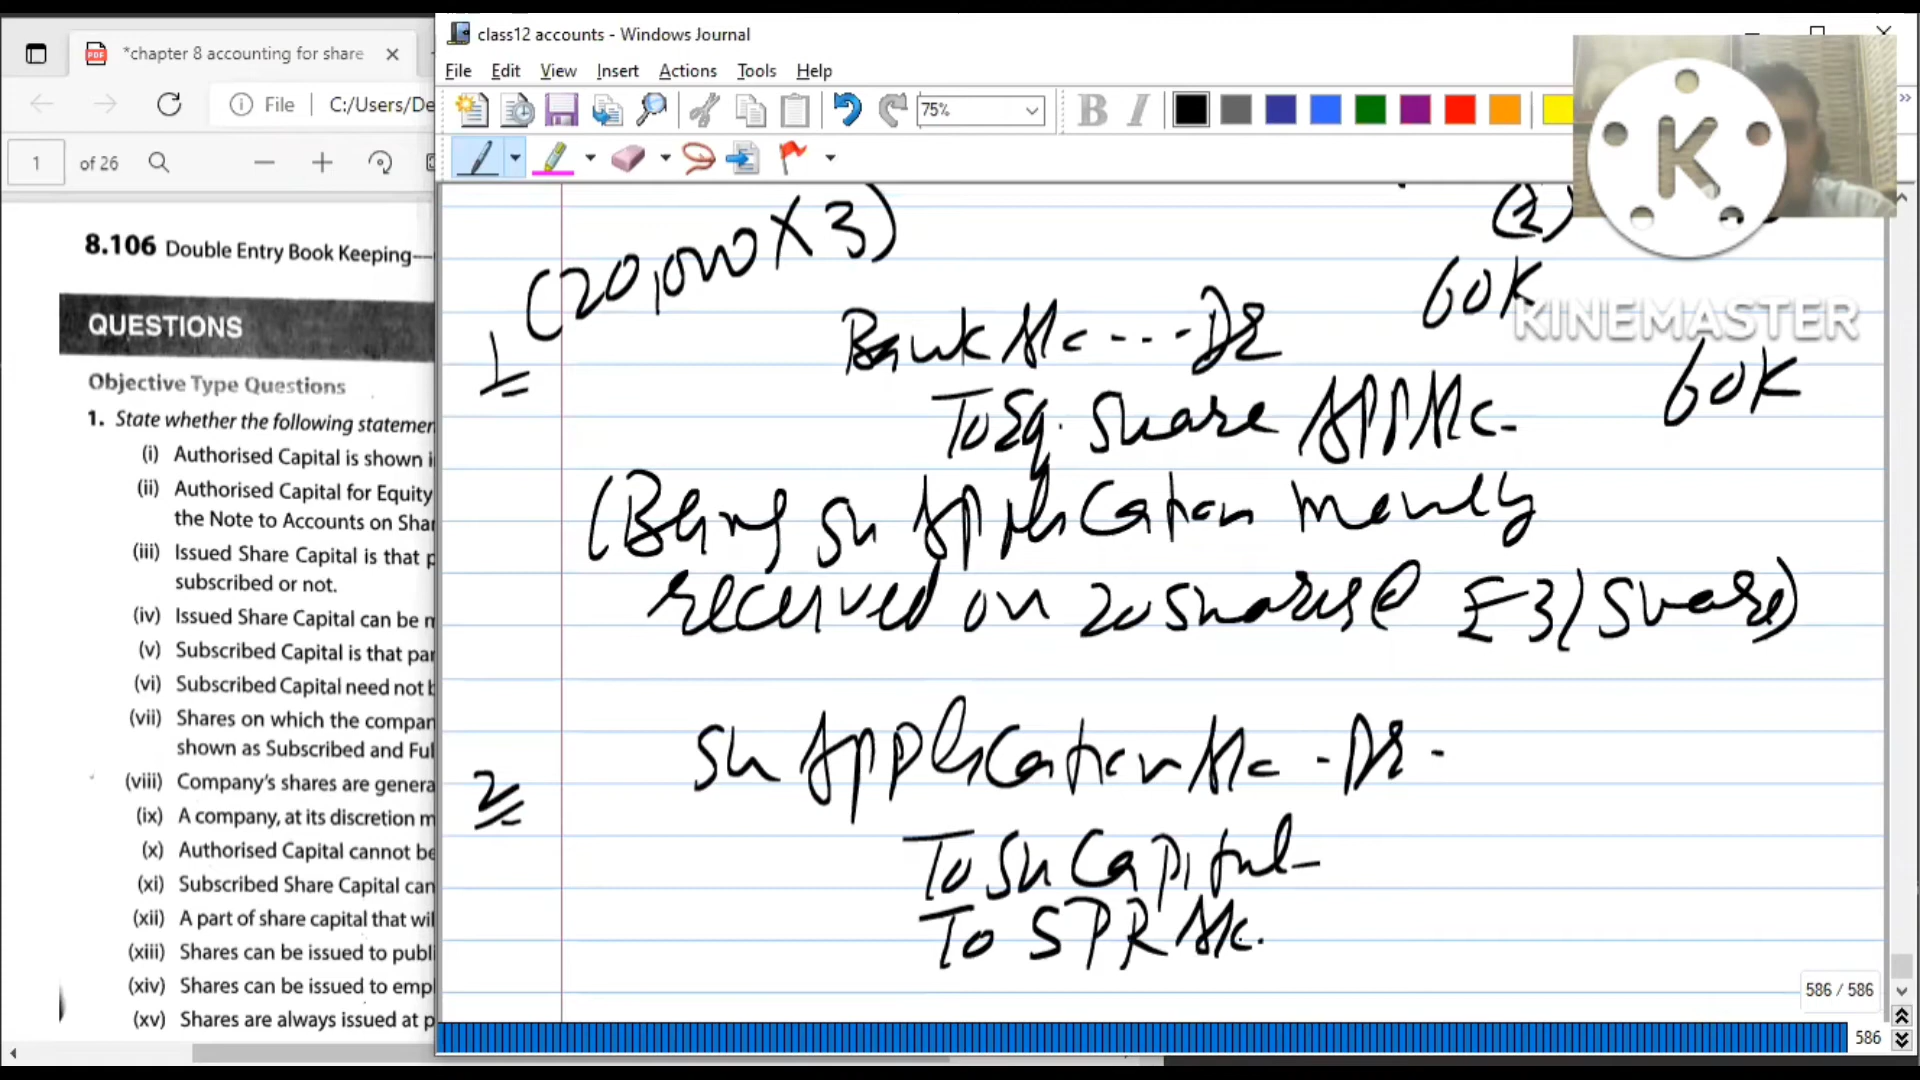 class12 accounts - Windows Journal
*chapter 8 accounting for share
File Edit View Insert Actions Tools Help
File C:/Users/De
75%
B I
1 of 26
8.106 Double Entry Book Keeping—
QUESTIONS
Objective Type Questions
1. State whether the following statemen
(i) Authorised Capital is shown i
(ii) Authorised Capital for Equity
the Note to Accounts on Shar
(iii) Issued Share Capital is that p
subscribed or not.
(iv) Issued Share Capital can be n
(v) Subscribed Capital is that par
(vi) Subscribed Capital need not b
(vii) Shares on which the compan
shown as Subscribed and Ful
(viii) Company's shares are genera
(ix) A company, at its discretion m
(x) Authorised Capital cannot be
(xi) Subscribed Share Capital can
(xii) A part of share capital that wil
(xiii) Shares can be issued to publi
(xiv) Shares can be issued to emp
(xv) Shares are always issued at p
(20,000 X 3)
1 Bank A/c ---Dr 60K
To Eq. Share App A/c. 60K
(Being sh Application money
received on 20 shares @ ₤3/Share)
2 Sh Application A/c - Dr -
To Sh Capital
To SPR A/c.
K
KINEMASTER
586 / 586
586